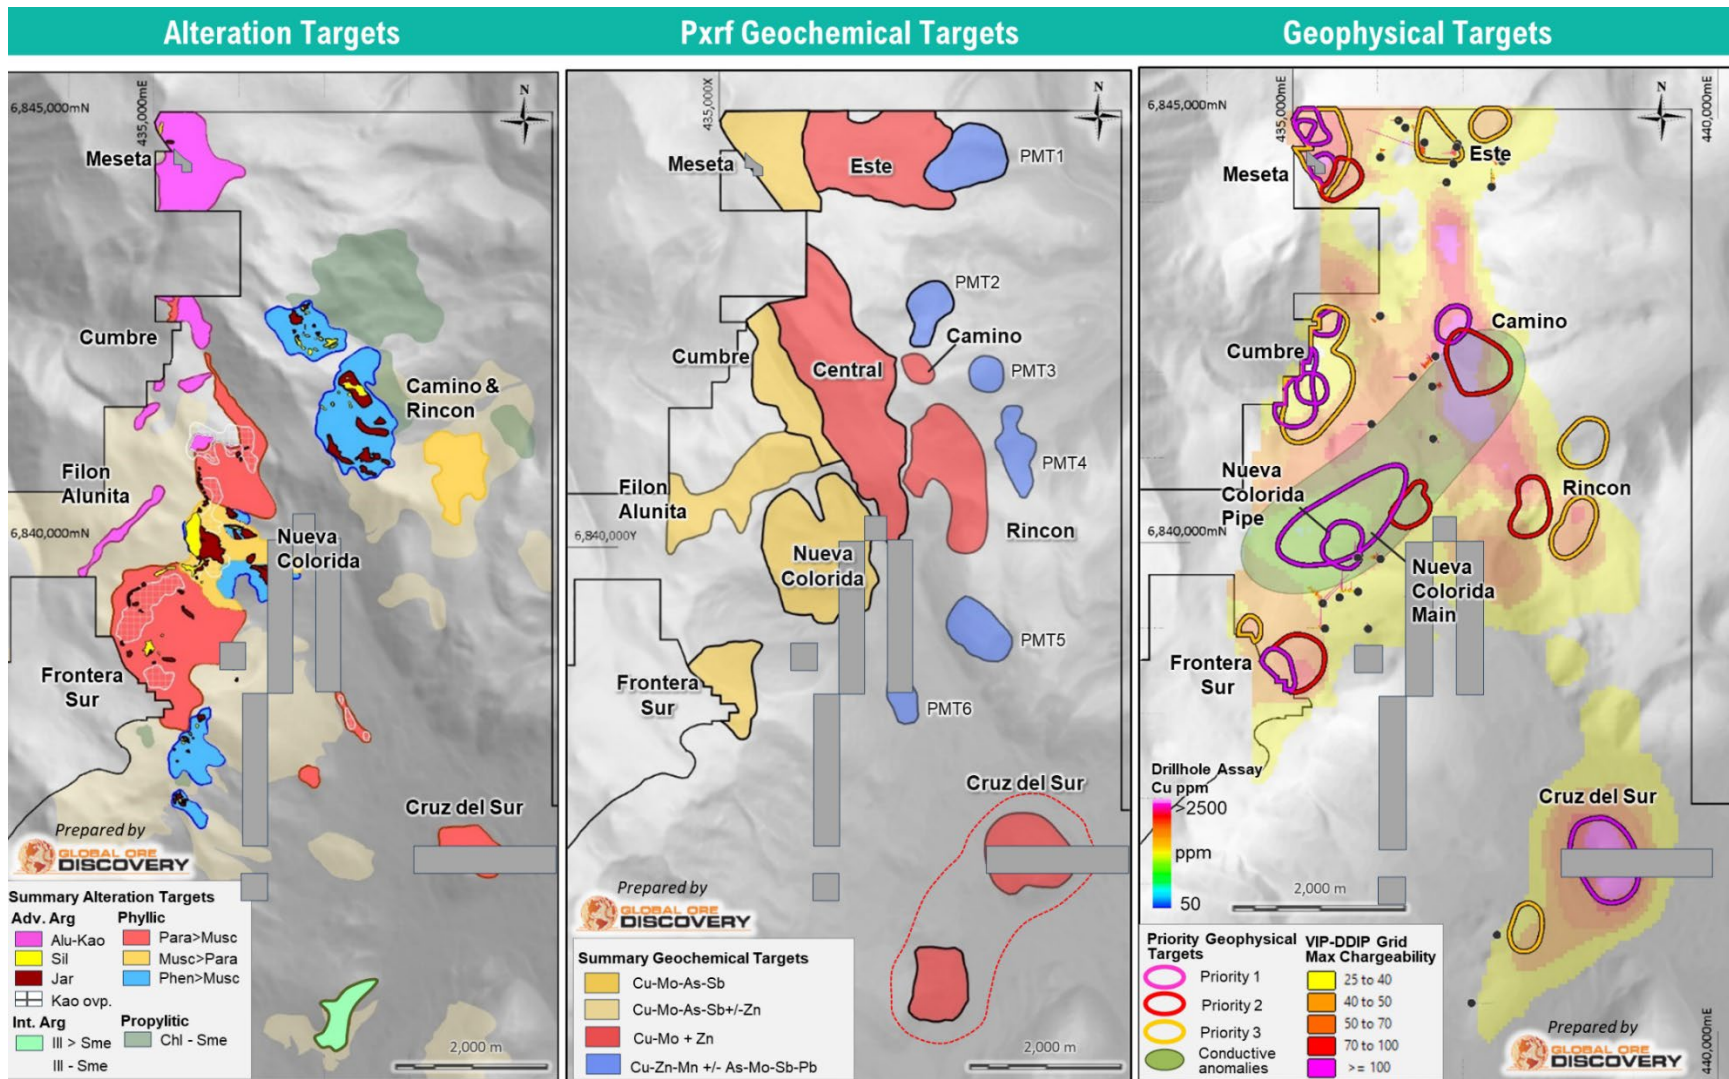 Alteration Targets
6,845,000mN
435,000mE
N
Meseta
Cumbre
Camino &
Rincon
Filon
Alunita
6,840,000mN
Nueva
Colorida
Frontera
Sur
Cruz del Sur
Prepared by
GLOBAL ORE
DISCOVERY
Summary Alteration Targets
Adv. Arg
Alu-Kao
Sil
Jar
Kao ovp.
Int. Arg
Ill > Sme
Ill - Sme
Phyllic
Para>Musc
Musc>Para
Phen>Musc
Propylitic
Chl - Sme
2,000 m
Pxrf Geochemical Targets
435,000X
N
Meseta
Este
PMT1
PMT2
Camino
Cumbre
Central
PMT3
PMT4
Filon
Alunita
Rincon
6,840,000Y
Nueva
Colorida
PMT5
Frontera
Sur
PMT6
Cruz del Sur
Prepared by
GLOBAL ORE
DISCOVERY
Summary Geochemical Targets
Cu-Mo-As-Sb
Cu-Mo-As-Sb+/-Zn
Cu-Mo + Zn
Cu-Zn-Mn +/- As-Mo-Sb-Pb
2,000 m
Geophysical Targets
6,845,000mN
435,000mE
N
440,000mE
Este
Meseta
Camino
Cumbre
Nueva
Colorida
Pipe
Rincon
6,840,000mN
Nueva
Colorida
Main
Frontera
Sur
Cruz del Sur
Drillhole Assay
Cu ppm
>2500
ppm
50
2,000 m
Priority Geophysical
Targets
Priority 1
Priority 2
Priority 3
Conductive
anomalies
VIP-DDIP Grid
Max Chargeability
25 to 40
40 to 50
50 to 70
70 to 100
>= 100
Prepared by
GLOBAL ORE
DISCOVERY
440,000mE